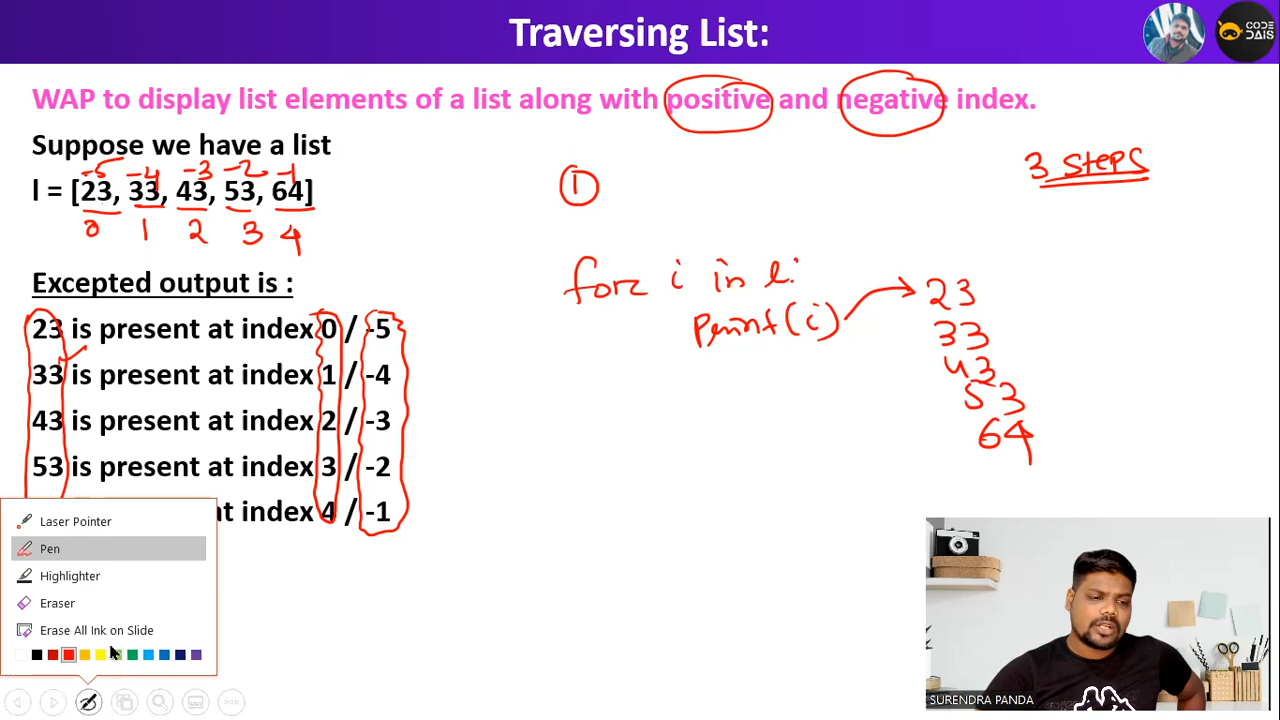 Traversing List:
CODE
DAIS
WAP to display list elements of a list along with positive and negative index.
Suppose we have a list
3 steps
-5 -4 -3 -2 -1
l = [23, 33, 43, 53, 64]
0 1 2 3 4
1
for i in l:
print(i)
23
33
43
53
64
Excepted output is :
23 is present at index 0 / -5
33 is present at index 1 / -4
43 is present at index 2 / -3
53 is present at index 3 / -2
at index 4 / -1
Laser Pointer
Pen
Highlighter
Eraser
Erase All Ink on Slide
SURENDRA PANDA